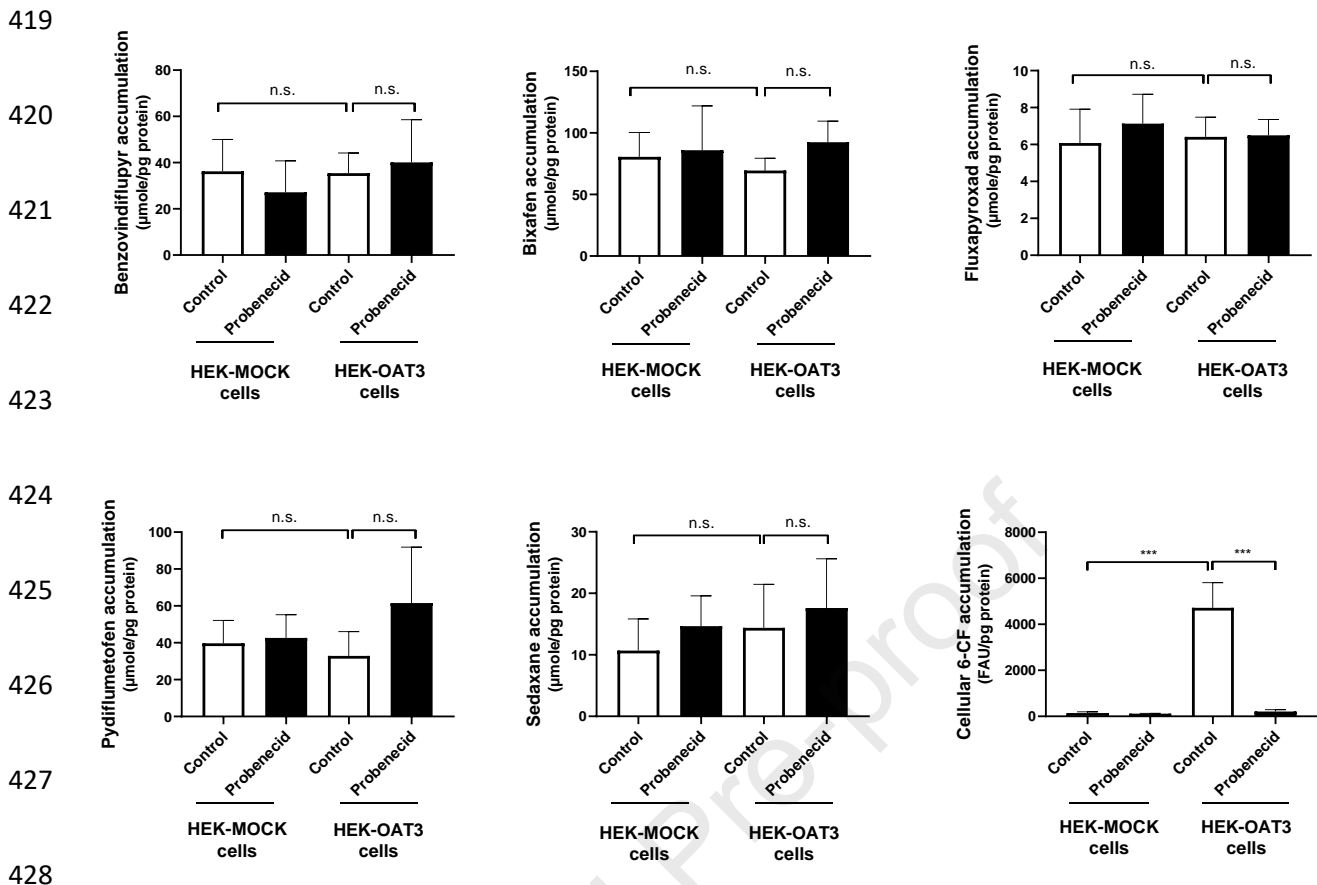 419
420
421
422
423
424
425
426
427
428
Benzovindiflupyr accumulation
(µmole/pg protein)
80
60
40
20
0
n.s.
n.s.
Control
Probenecid
Control
Probenecid
HEK-MOCK
cells
HEK-OAT3
cells
Bixafen accumulation
(µmole/pg protein)
150
100
50
0
n.s.
n.s.
Control
Probenecid
Control
Probenecid
HEK-MOCK
cells
HEK-OAT3
cells
Fluxapyroxad accumulation
(µmole/pg protein)
10
8
6
4
2
0
n.s.
n.s.
Control
Probenecid
Control
Probenecid
HEK-MOCK
cells
HEK-OAT3
cells
Pydiflumetofen accumulation
(µmole/pg protein)
100
80
60
40
20
0
n.s.
n.s.
Control
Probenecid
Control
Probenecid
HEK-MOCK
cells
HEK-OAT3
cells
Sedaxane accumulation
(µmole/pg protein)
30
20
10
0
n.s.
n.s.
Control
Probenecid
Control
Probenecid
HEK-MOCK
cells
HEK-OAT3
cells
Cellular 6-CF accumulation
(FAU/pg protein)
8000
6000
4000
2000
0
***
***
Control
Probenecid
Control
Probenecid
HEK-MOCK
cells
HEK-OAT3
cells
Pre-proof